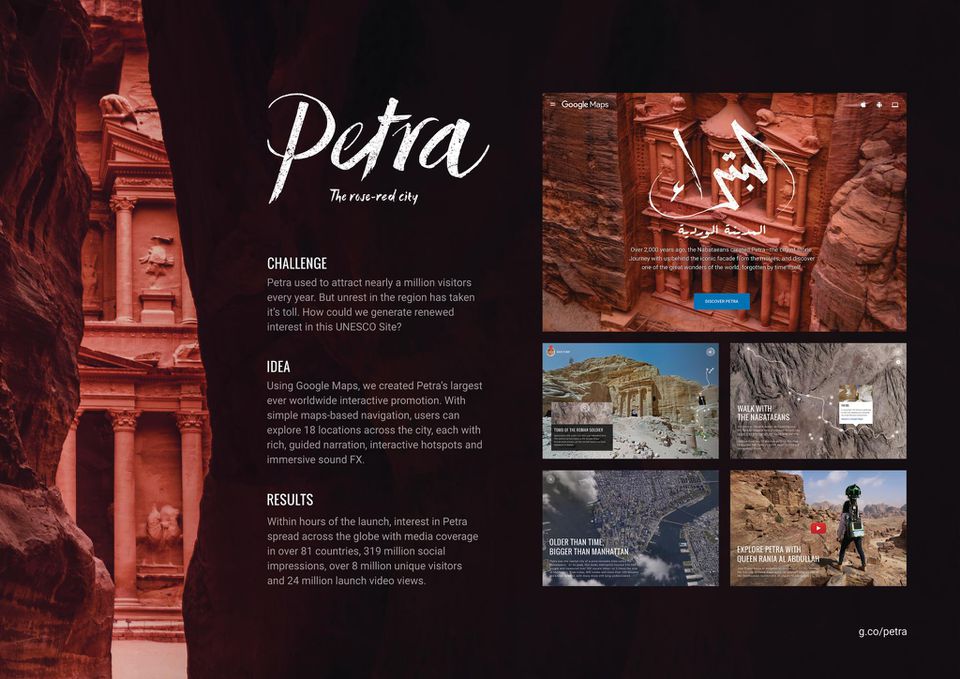 Petra
The rose-red city
CHALLENGE
Petra used to attract nearly a million visitors
every year. But unrest in the region has taken
it's toll. How could we generate renewed
interest in this UNESCO Site?
IDEA
Using Google Maps, we created Petra's largest
ever worldwide interactive promotion. With
simple maps-based navigation, users can
explore 18 locations across the city, each with
rich, guided narration, interactive hotspots and
immersive sound FX.
RESULTS
Within hours of the launch, interest in Petra
spread across the globe with media coverage
in over 81 countries, 319 million social
impressions, over 8 million unique visitors
and 24 million launch video views.
Google Maps
البتراء
المدينة الوردية
Over 2,000 years ago, the Nabataeans created Petra—the city of stone.
Journey with us behind the iconic facade from the movies, and discover
one of the great wonders of the world, forgotten by time itself.
DISCOVER PETRA
TOMB OF THE ROMAN SOLDIER
WALK WITH
THE NABATAEANS
OLDER THAN TIME,
BIGGER THAN MANHATTAN
EXPLORE PETRA WITH
QUEEN RANIA AL ABDULLAH
g.co/petra